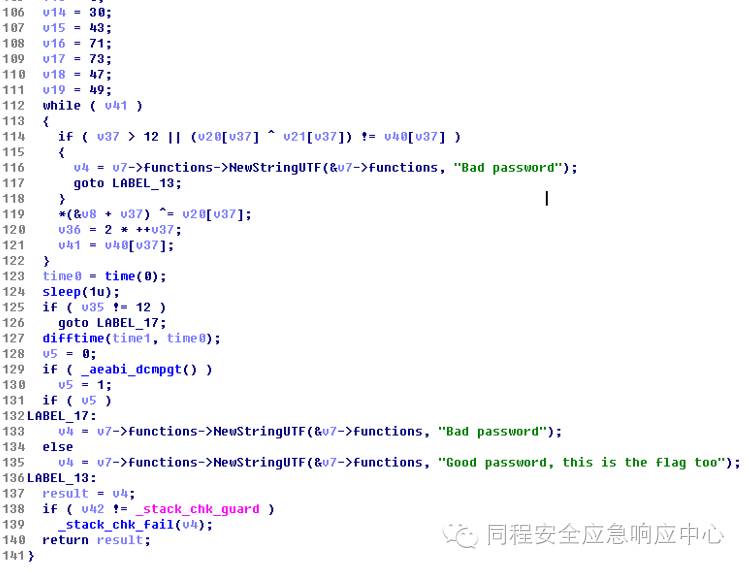 106 v14 = 30;
107 v15 = 43;
108 v16 = 71;
109 v17 = 73;
110 v18 = 47;
111 v19 = 49;
112 while ( v41 )
113 {
114 if ( v37 > 12 || (v20[v37] ^ v21[v37]) != v40[v37] )
115 {
116 v4 = v7->functions->NewStringUTF(&v7->functions, "Bad password");
117 goto LABEL_13;
118 }
119 *(&v8 + v37) ^= v20[v37];
120 v36 = 2 * ++v37;
121 v41 = v40[v37];
122 }
123 time0 = time(0);
124 sleep(1u);
125 if ( v35 != 12 )
126 goto LABEL_17;
127 difftime(time1, time0);
128 v5 = 0;
129 if ( _aeabi_dcmpgt() )
130 v5 = 1;
131 if ( v5 )
132 LABEL_17:
133 v4 = v7->functions->NewStringUTF(&v7->functions, "Bad password");
134 else
135 v4 = v7->functions->NewStringUTF(&v7->functions, "Good password, this is the flag too");
136 LABEL_13:
137 result = v4;
138 if ( v42 != _stack_chk_guard )
139 _stack_chk_fail(v4);
140 return result;
141 }
同程安全应急响应中心